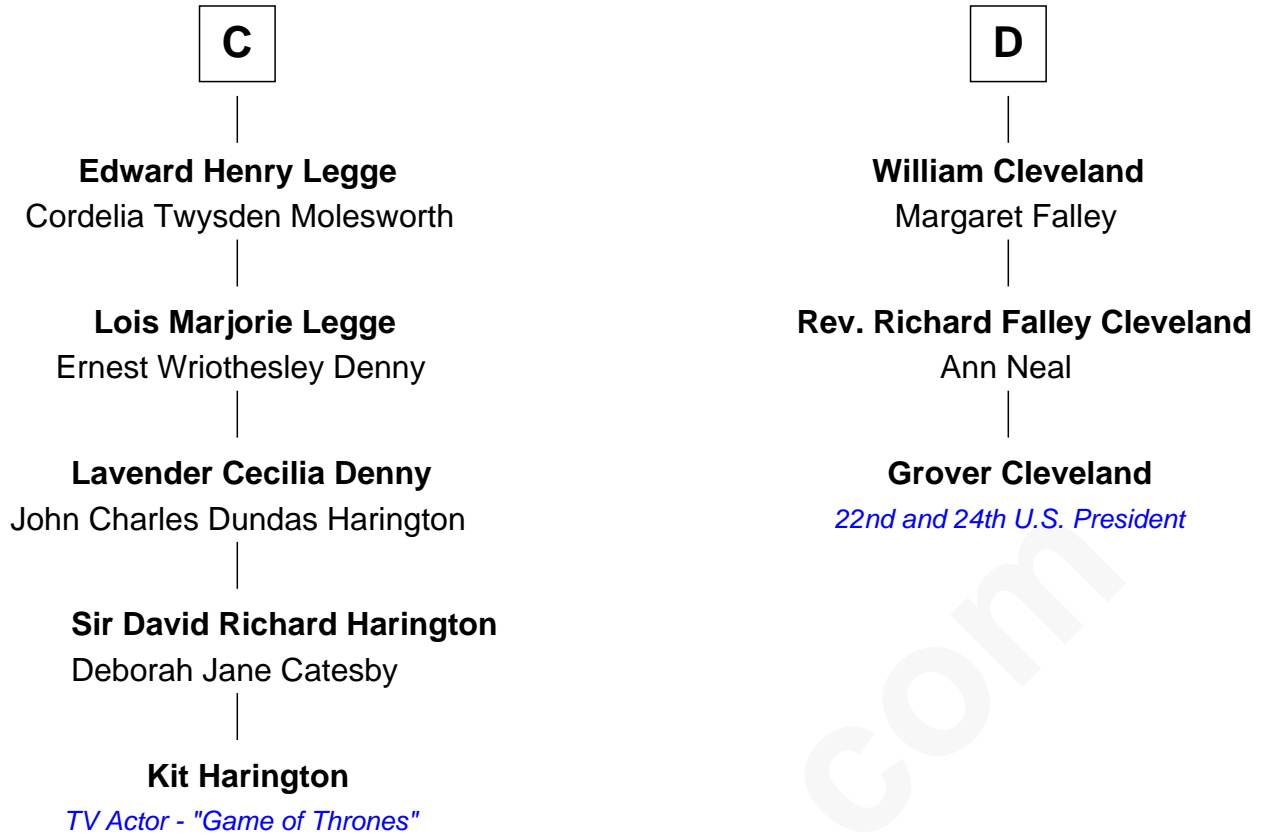 C
Edward Henry Legge
Cordelia Twysden Molesworth
Lois Marjorie Legge
Ernest Wriothesley Denny
Lavender Cecilia Denny
John Charles Dundas Harington
Sir David Richard Harington
Deborah Jane Catesby
Kit Harington
TV Actor - "Game of Thrones"
D
William Cleveland
Margaret Falley
Rev. Richard Falley Cleveland
Ann Neal
Grover Cleveland
22nd and 24th U.S. President
com